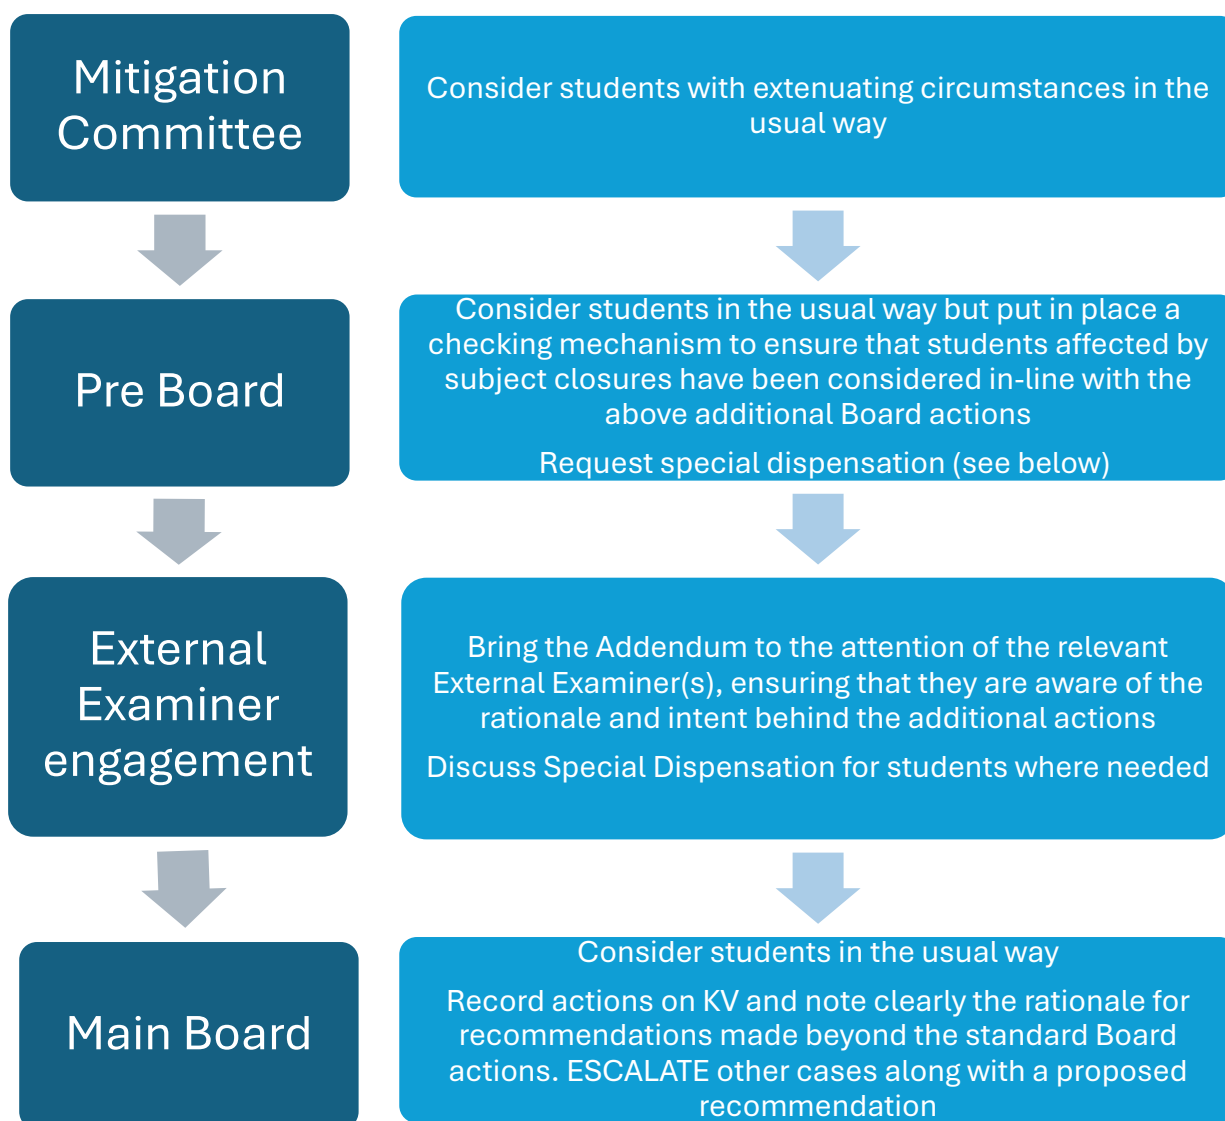 Mitigation
Committee
Consider students with extenuating circumstances in the
usual way
Pre Board
Consider students in the usual way but put in place a
checking mechanism to ensure that students affected by
subject closures have been considered in-line with the
above additional Board actions
Request special dispensation (see below)
External
Examiner
engagement
Bring the Addendum to the attention of the relevant
External Examiner(s), ensuring that they are aware of the
rationale and intent behind the additional actions
Discuss Special Dispensation for students where needed
Main Board
Consider students in the usual way
Record actions on KV and note clearly the rationale for
recommendations made beyond the standard Board
actions. ESCALATE other cases along with a proposed
recommendation